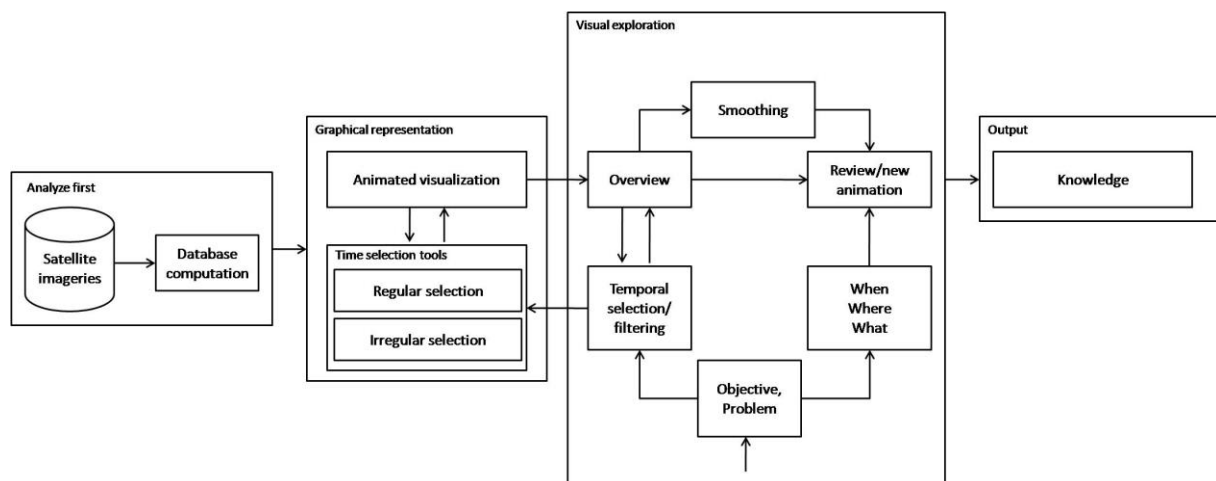 Analyze first
Satellite
imageries
Database
computation
Graphical representation
Animated visualization
Time selection tools
Regular selection
Irregular selection
Visual exploration
Smoothing
Overview
Review/new
animation
Temporal
selection/
filtering
When
Where
What
Objective,
Problem
Output
Knowledge